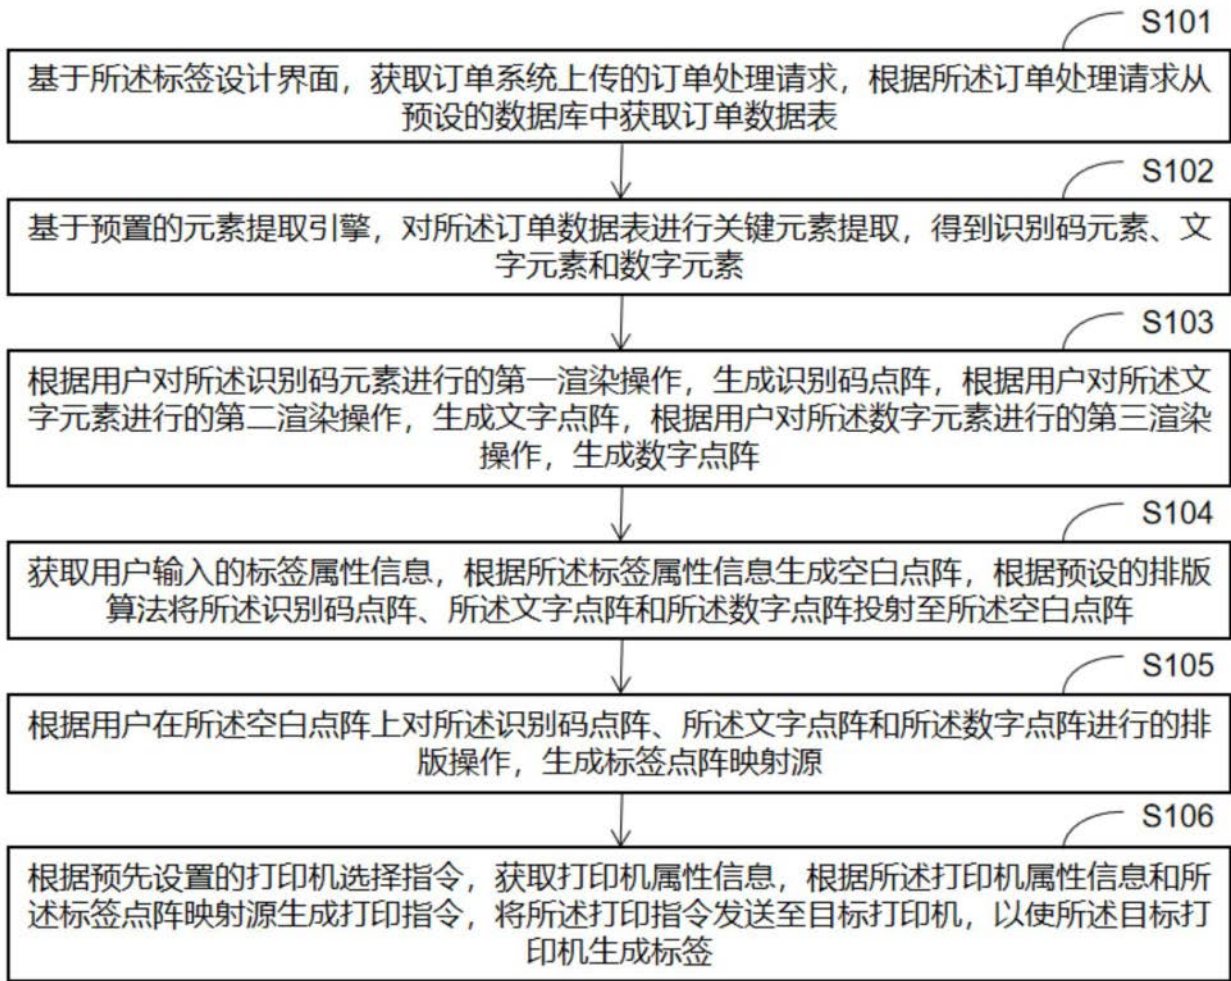 S101
基于所述标签设计界面，获取订单系统上传的订单处理请求，根据所述订单处理请求从
预设的数据库中获取订单数据表
S102
基于预置的元素提取引擎，对所述订单数据表进行关键元素提取，得到识别码元素、文
字元素和数字元素
S103
根据用户对所述识别码元素进行的第一渲染操作，生成识别码点阵，根据用户对所述文
字元素进行的第二渲染操作，生成文字点阵，根据用户对所述数字元素进行的第三渲染
操作，生成数字点阵
S104
获取用户输入的标签属性信息，根据所述标签属性信息生成空白点阵，根据预设的排版
算法将所述识别码点阵、所述文字点阵和所述数字点阵投射至所述空白点阵
S105
根据用户在所述空白点阵上对所述识别码点阵、所述文字点阵和所述数字点阵进行的排
版操作，生成标签点阵映射源
S106
根据预先设置的打印机选择指令，获取打印机属性信息，根据所述打印机属性信息和所
述标签点阵映射源生成打印指令，将所述打印指令发送至目标打印机，以使所述目标打
印机生成标签